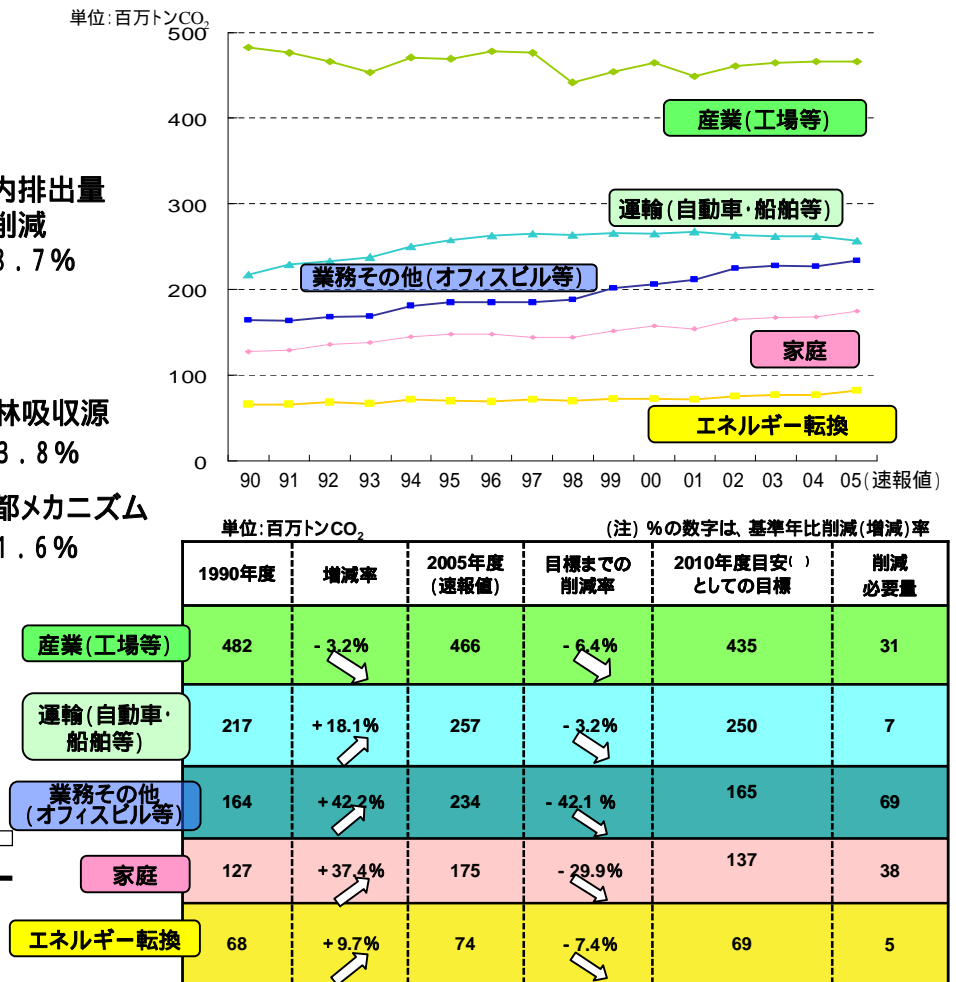 単位:百万トンCO2
500
400
300
200
100
0
産業(工場等)
運輸(自動車・船舶等)
業務その他(オフィスビル等)
家庭
エネルギー転換
90 91 92 93 94 95 96 97 98 99 00 01 02 03 04 05(速報値)
内排出量
削減
林吸収源
3.8%
都メカニズム
1.6%
単位:百万トンCO2 (注) %の数字は、基準年比削減(増減)率
1990年度 増減率 2005年度(速報値) 目標までの削減率 2010年度目安( )としての目標 削減必要量
産業(工場等) 482 -3.2% 466 -6.4% 435 31
運輸(自動車・船舶等) 217 +18.1% 257 -3.2% 250 7
業務その他(オフィスビル等) 164 +42.2% 234 -42.1 % 165 69
家庭 127 +37.4% 175 -29.9% 137 38
エネルギー転換 68 +9.7% 74 -7.4% 69 5